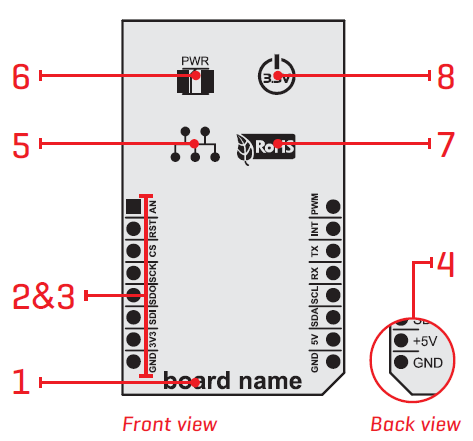 6
PWR
3.3V
8
5
RoHS
7
AN
RST
CS
SCK
SDO
SDI
3V3
GND
PWM
INT
TX
RX
SCL
SDA
5V
GND
2&3
4
+5V
GND
1
board name
Front view
Back view